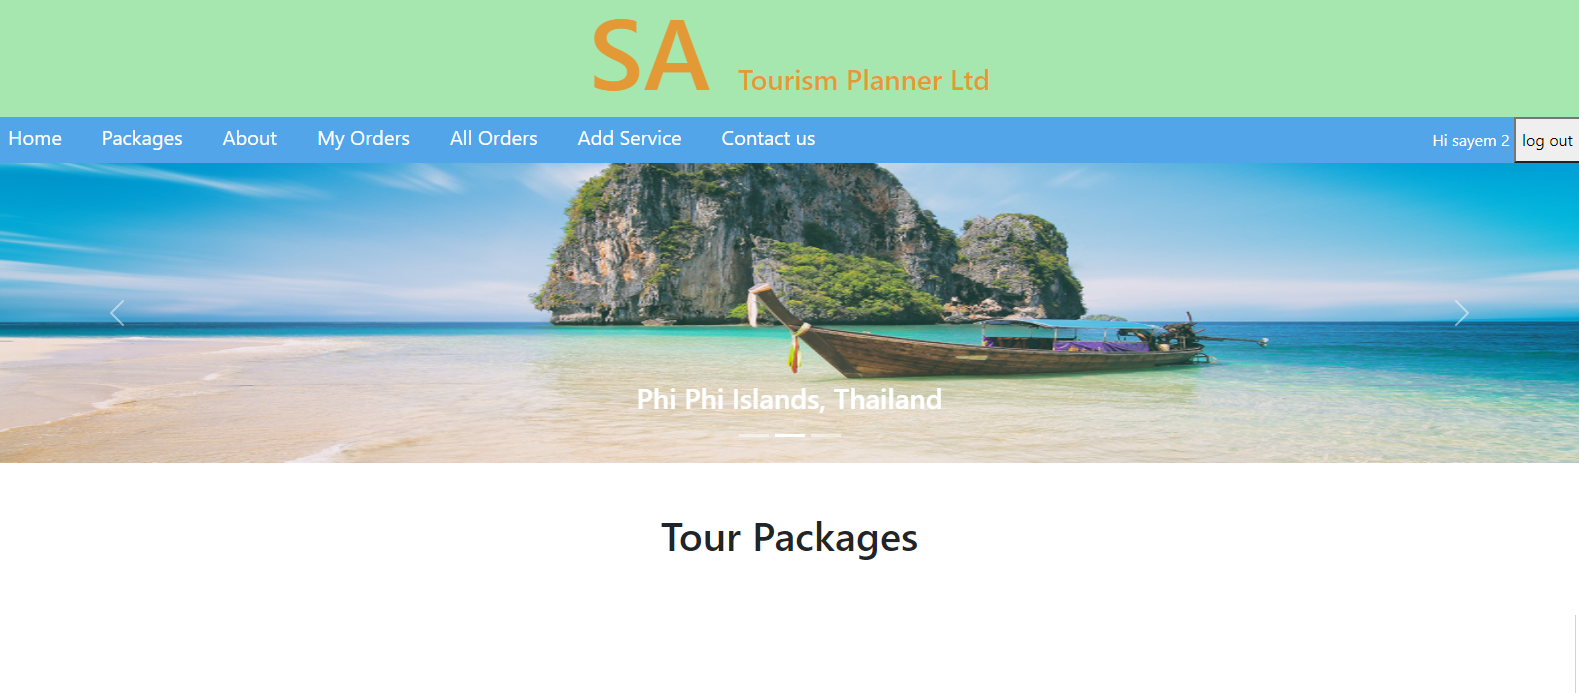 SA Tourism Planner Ltd
Home Packages About My Orders All Orders Add Service Contact us Hi sayem 2 log out
Phi Phi Islands, Thailand
Tour Packages